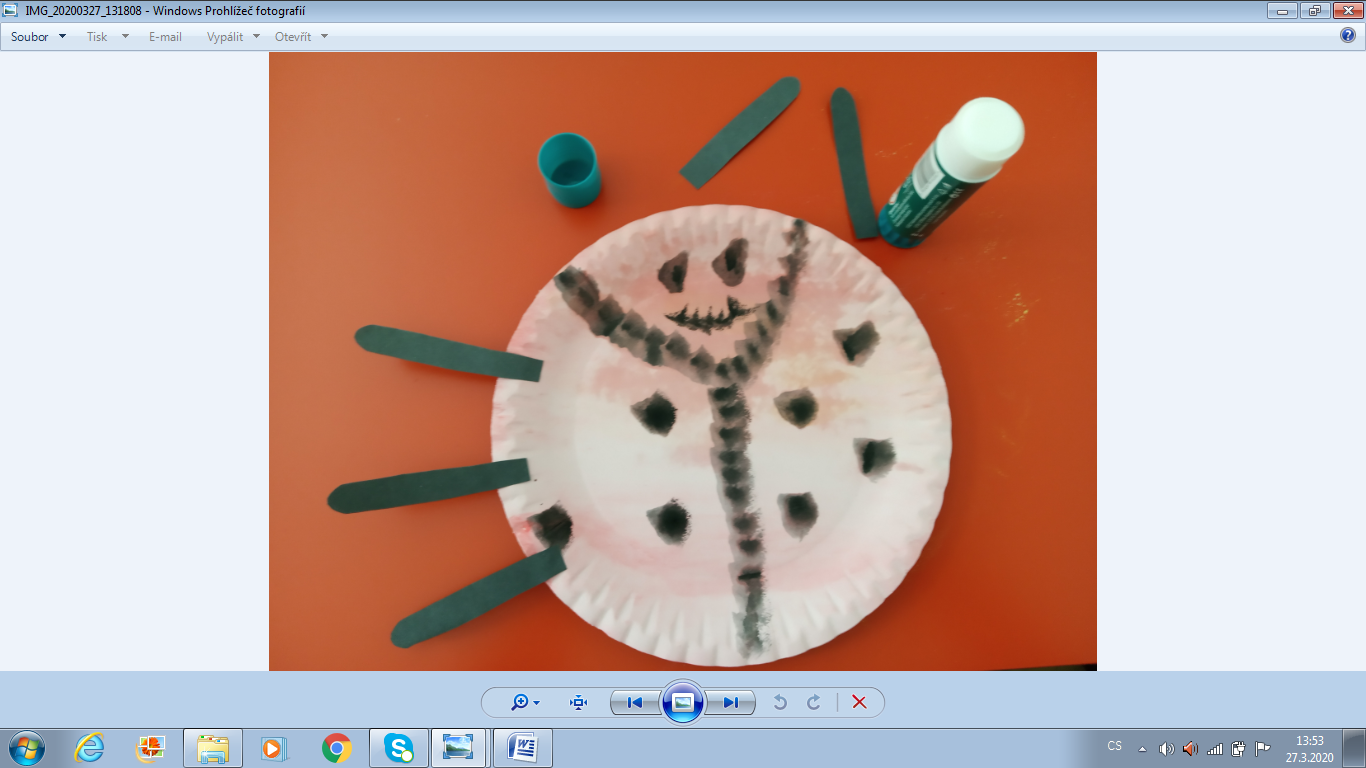 IMG_20200327_131808 - Windows Prohlížeč fotografií
Soubor Tisk E-mail Vypálit Otevřít
CS
13:53
27.3.2020